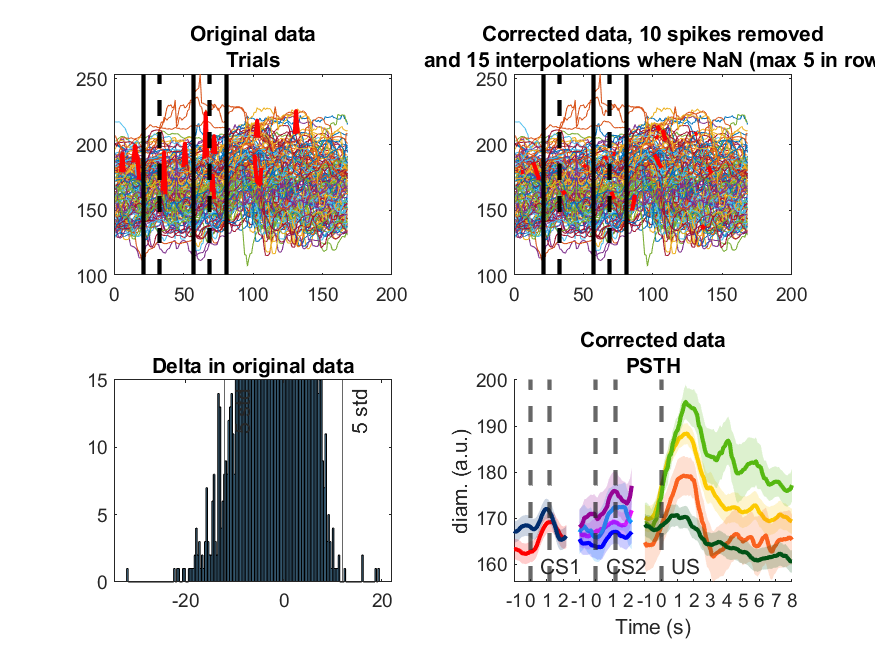 Original data
Trials
250
200
150
100
0 50 100 150 200
Corrected data, 10 spikes removed
and 15 interpolations where NaN (max 5 in row
250
200
150
100
0 50 100 150 200
Delta in original data
15
10
5
0
-20 0 20
5 std
Corrected data
PSTH
200
190
180
170
160
diam. (a.u.)
CS1 CS2 US
-1 0 1 2 -1 0 1 2 -1 0 1 2 3 4 5 6 7 8
Time (s)